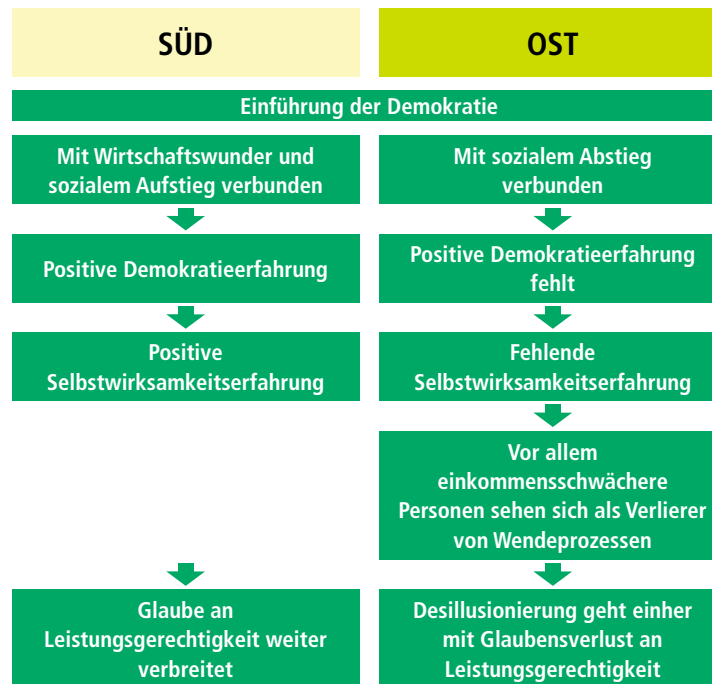 SÜD
OST
Einführung der Demokratie
Mit Wirtschaftswunder und
sozialem Aufstieg verbunden
Mit sozialem Abstieg
verbunden
Positive Demokratieerfahrung
Positive Demokratieerfahrung
fehlt
Positive
Selbstwirksamkeitserfahrung
Fehlende
Selbstwirksamkeitserfahrung
Vor allem
einkommensschwächere
Personen sehen sich als Verlierer
von Wendeprozessen
Glaube an
Leistungsgerechtigkeit weiter
verbreitet
Desillusionierung geht einher
mit Glaubensverlust an
Leistungsgerechtigkeit